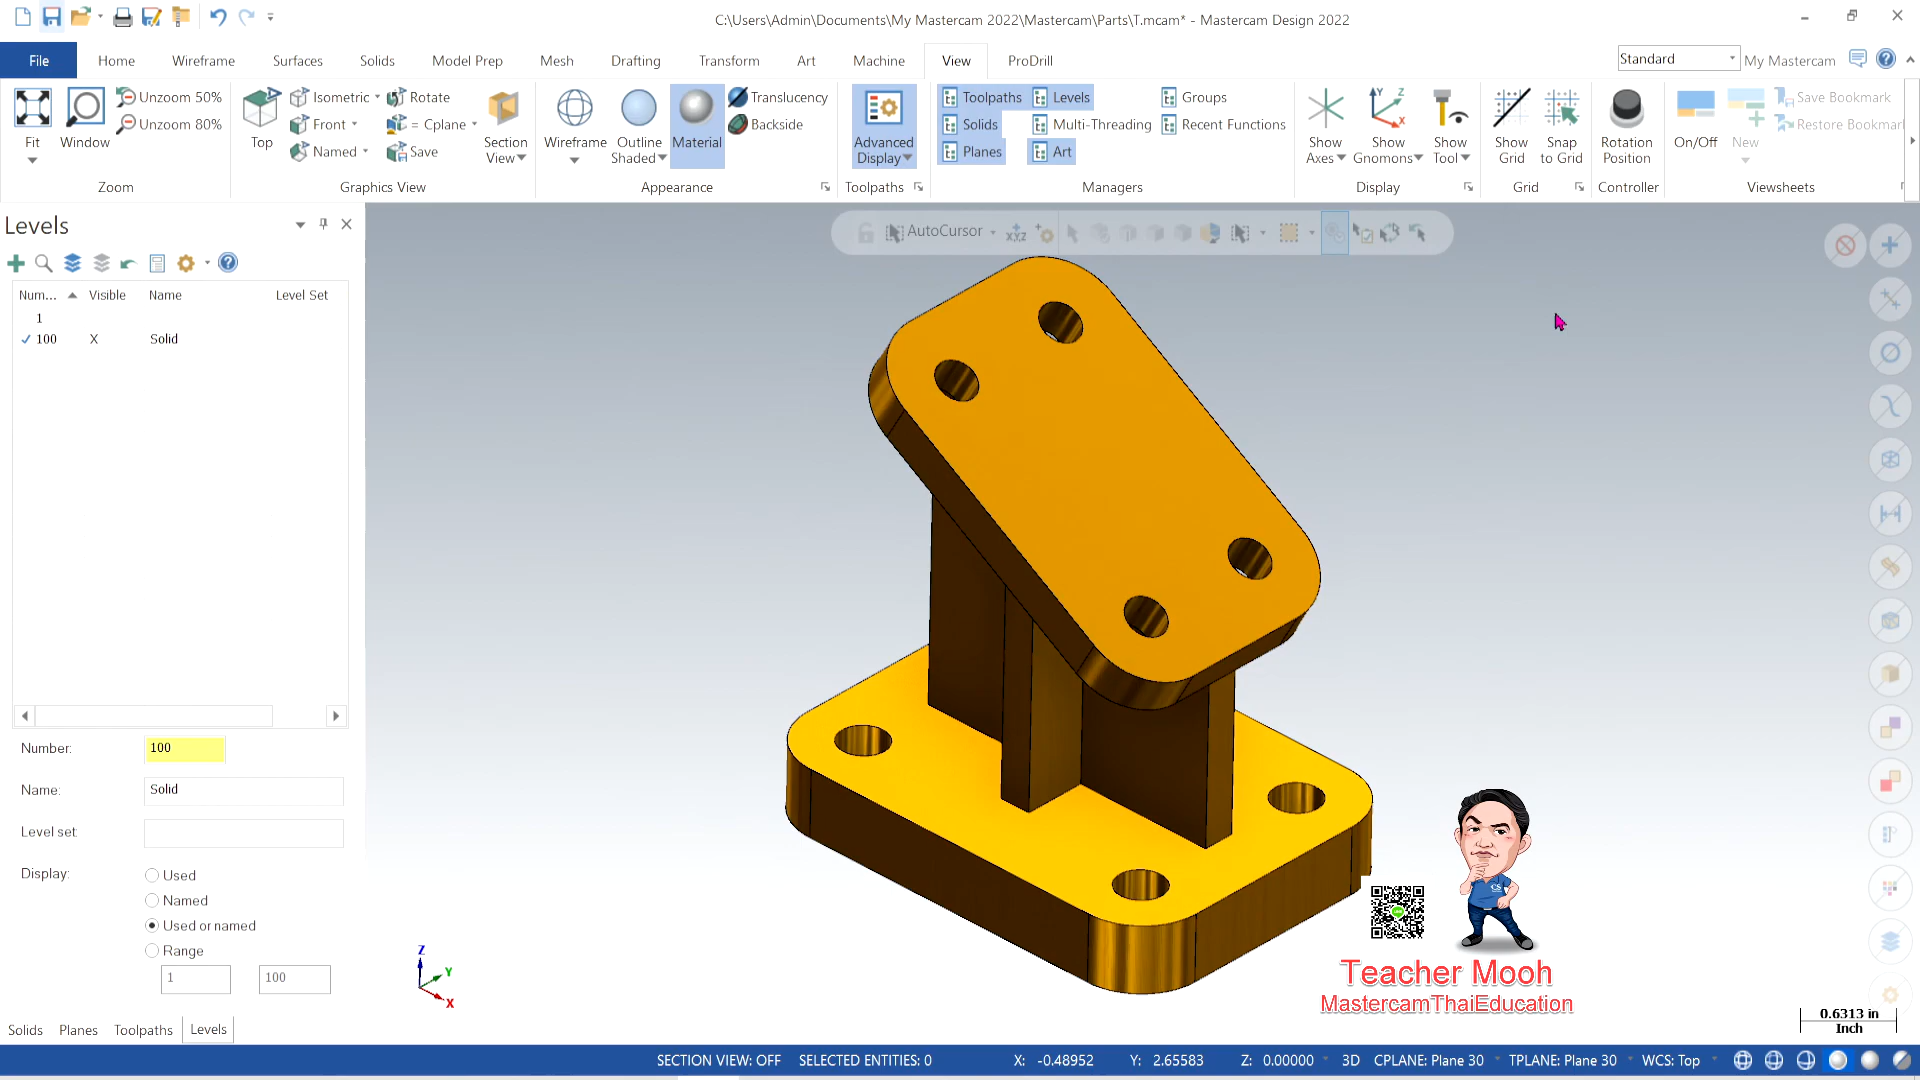 C:\Users\Admin\Documents\My Mastercam 2022\Mastercam\Parts\T.mcam* - Mastercam Design 2022
File Home Wireframe Surfaces Solids Model Prep Mesh Drafting Transform Art Machine View ProDrill Standard My Mastercam
Fit
Window
Unzoom 50%
Unzoom 80%
Zoom
Top
Isometric
Front
Named
Rotate
= Cplane
Save
Section
View
Graphics View
Wireframe
Outline
Shaded
Material
Translucency
Backside
Appearance
Advanced
Display
Toolpaths
Toolpaths
Solids
Planes
Levels
Multi-Threading
Art
Groups
Recent Functions
Managers
Show
Axes
Show
Gnomons
Show
Tool
Display
Show
Grid
Snap
to Grid
Grid
Rotation
Position
Controller
On/Off
New
Save Bookmark
Restore Bookmar
Viewsheets
Levels
AutoCursor
Num... Visible Name Level Set
1
100 X Solid
Number: 100
Name: Solid
Level set:
Display:
Used
Named
Used or named
Range
1 100
Z
Y
X
CS
Teacher Mooh
MastercamThaiEducation
0.6313 in
Inch
Solids Planes Toolpaths Levels
SECTION VIEW: OFF SELECTED ENTITIES: 0 X: -0.48952 Y: 2.65583 Z: 0.00000 3D CPLANE: Plane 30 TPLANE: Plane 30 WCS: Top